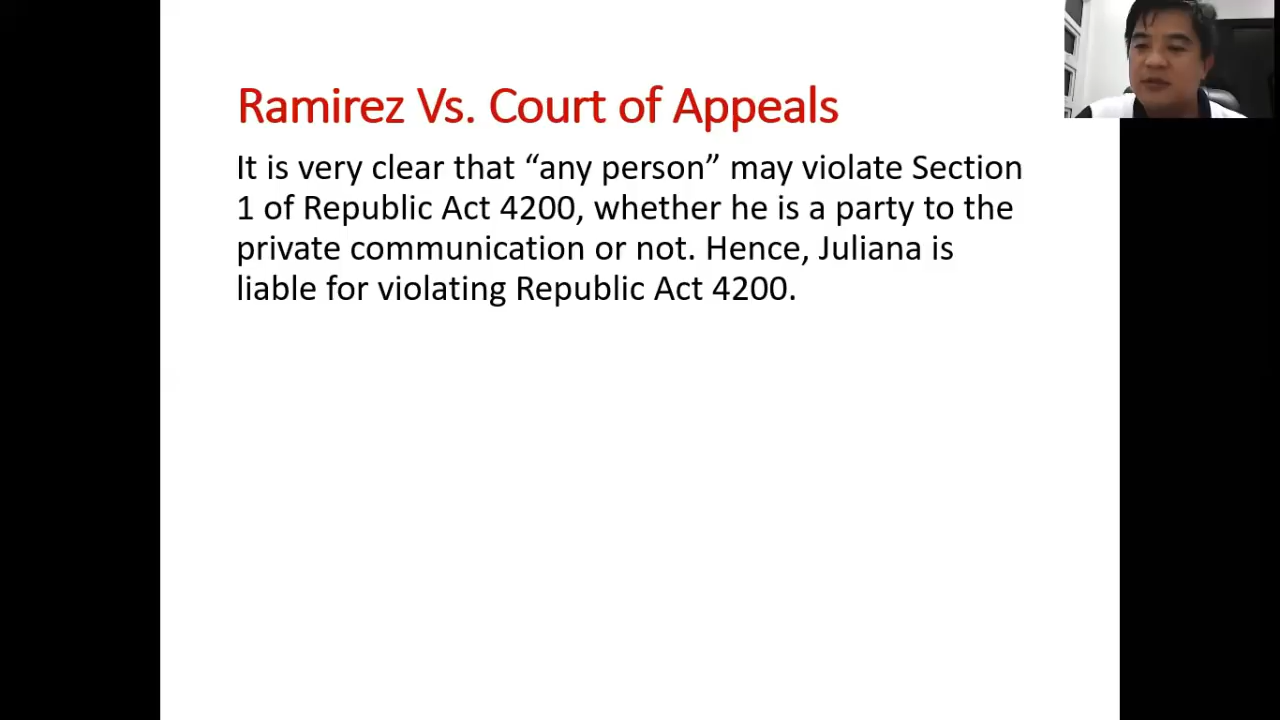 Ramirez Vs. Court of Appeals
It is very clear that “any person” may violate Section
1 of Republic Act 4200, whether he is a party to the
private communication or not. Hence, Juliana is
liable for violating Republic Act 4200.